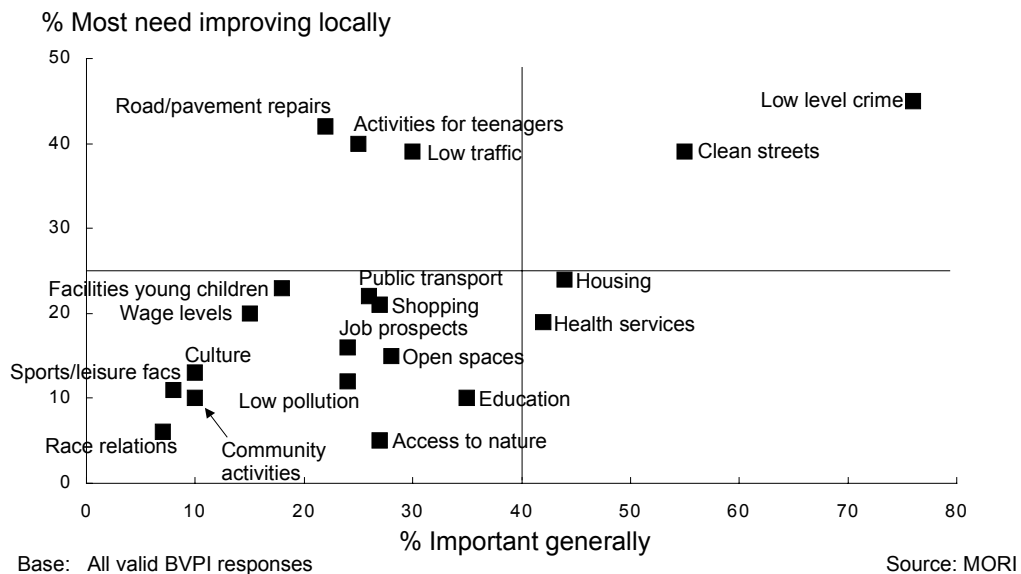 % Most need improving locally
50
Low level crime
Road/pavement repairs
Activities for teenagers
40
Low traffic
Clean streets
30
Public transport
Housing
Facilities young children
Shopping
20
Wage levels
Health services
Job prospects
Culture
Open spaces
Sports/leisure facs
10
Low pollution
Education
Race relations
Community
activities
Access to nature
0
0 10 20 30 40 50 60 70 80
% Important generally
Base: All valid BVPI responses
Source: MORI